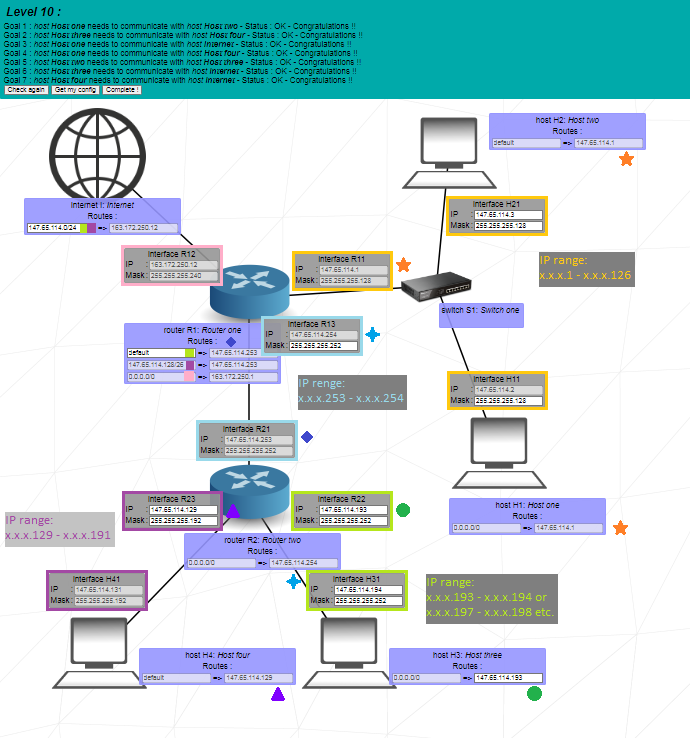 Level 10 :
Goal 1 : host Host one needs to communicate with host Host two - Status : OK - Congratulations !!
Goal 2 : host Host three needs to communicate with host Host four - Status : OK - Congratulations !!
Goal 3 : host Host one needs to communicate with host Internet - Status : OK - Congratulations !!
Goal 4 : host Host one needs to communicate with host Host four - Status : OK - Congratulations !!
Goal 5 : host Host two needs to communicate with host Host three - Status : OK - Congratulations !!
Goal 6 : host Host three needs to communicate with host Internet - Status : OK - Congratulations !!
Goal 7 : host Host four needs to communicate with host Internet - Status : OK - Congratulations !!
Check again Get my config Complete !
host H2: Host two
Routes :
default => 147.65.114.1
Internet I: Internet
Routes :
147.65.114.0/24 => 163.172.250.12
Interface H21
IP : 147.65.114.3
Mask : 255.255.255.128
Interface R12
IP : 163.172.250.12
Mask : 255.255.255.240
Interface R11
IP : 147.65.114.1
Mask : 255.255.255.128
IP range:
x.x.x.1 - x.x.x.126
switch S1: Switch one
router R1: Router one
Routes :
default => 147.65.114.253
147.65.114.128/26 => 147.65.114.253
0.0.0.0/0 => 163.172.250.1
Interface R13
IP : 147.65.114.254
Mask : 255.255.255.252
IP renge:
x.x.x.253 - x.x.x.254
Interface H11
IP : 147.65.114.2
Mask : 255.255.255.128
Interface R21
IP : 147.65.114.253
Mask : 255.255.255.252
Interface R23
IP : 147.65.114.129
Mask : 255.255.255.192
Interface R22
IP : 147.65.114.193
Mask : 255.255.255.252
host H1: Host one
Routes :
0.0.0.0/0 => 147.65.114.1
IP range:
x.x.x.129 - x.x.x.191
router R2: Router two
Routes :
0.0.0.0/0 => 147.65.114.254
Interface H41
IP : 147.65.114.131
Mask : 255.255.255.192
Interface H31
IP : 147.65.114.194
Mask : 255.255.255.252
IP range:
x.x.x.193 - x.x.x.194 or
x.x.x.197 - x.x.x.198 etc.
host H4: Host four
Routes :
default => 147.65.114.129
host H3: Host three
Routes :
0.0.0.0/0 => 147.65.114.193